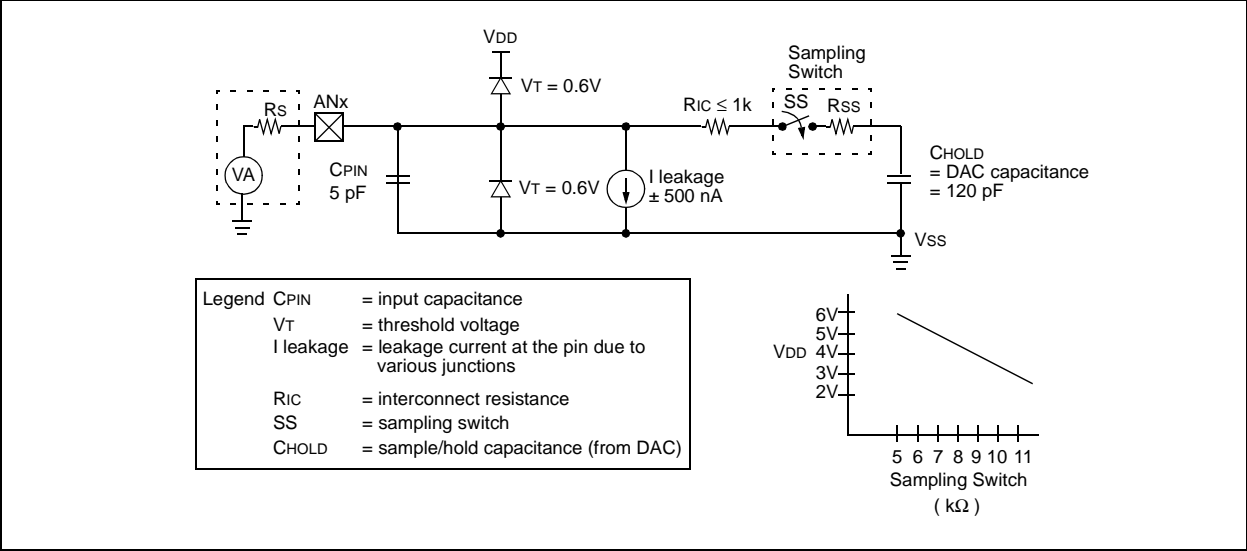 VDD
Sampling
Switch
VT = 0.6V
RS
ANx
RIC ≤ 1k
SS
RSS
VA
CPIN
5 pF
VT = 0.6V
I leakage
± 500 nA
CHOLD
= DAC capacitance
= 120 pF
VSS
Legend CPIN = input capacitance
VT = threshold voltage
I leakage = leakage current at the pin due to
various junctions
RIC = interconnect resistance
SS = sampling switch
CHOLD = sample/hold capacitance (from DAC)
6V
5V
VDD 4V
3V
2V
5 6 7 8 9 10 11
Sampling Switch
( kΩ )